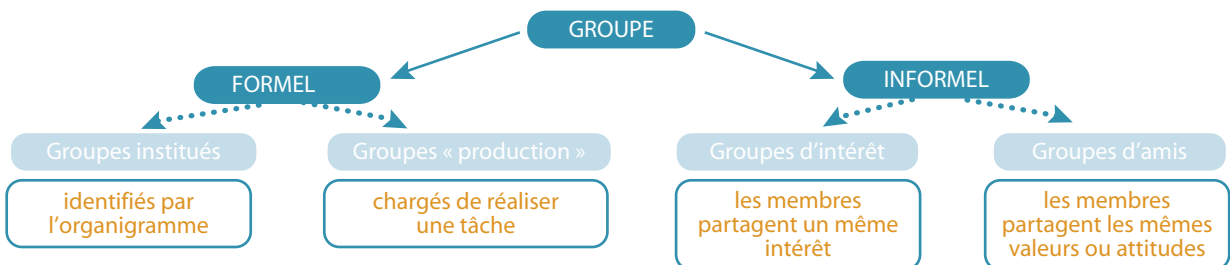 GROUPE
FORMEL
INFORMEL
Groupes institués
Groupes « production »
Groupes d’intérêt
Groupes d’amis
identifiés par
l’organigramme
chargés de réaliser
une tâche
les membres
partagent un même
intérêt
les membres
partagent les mêmes
valeurs ou attitudes